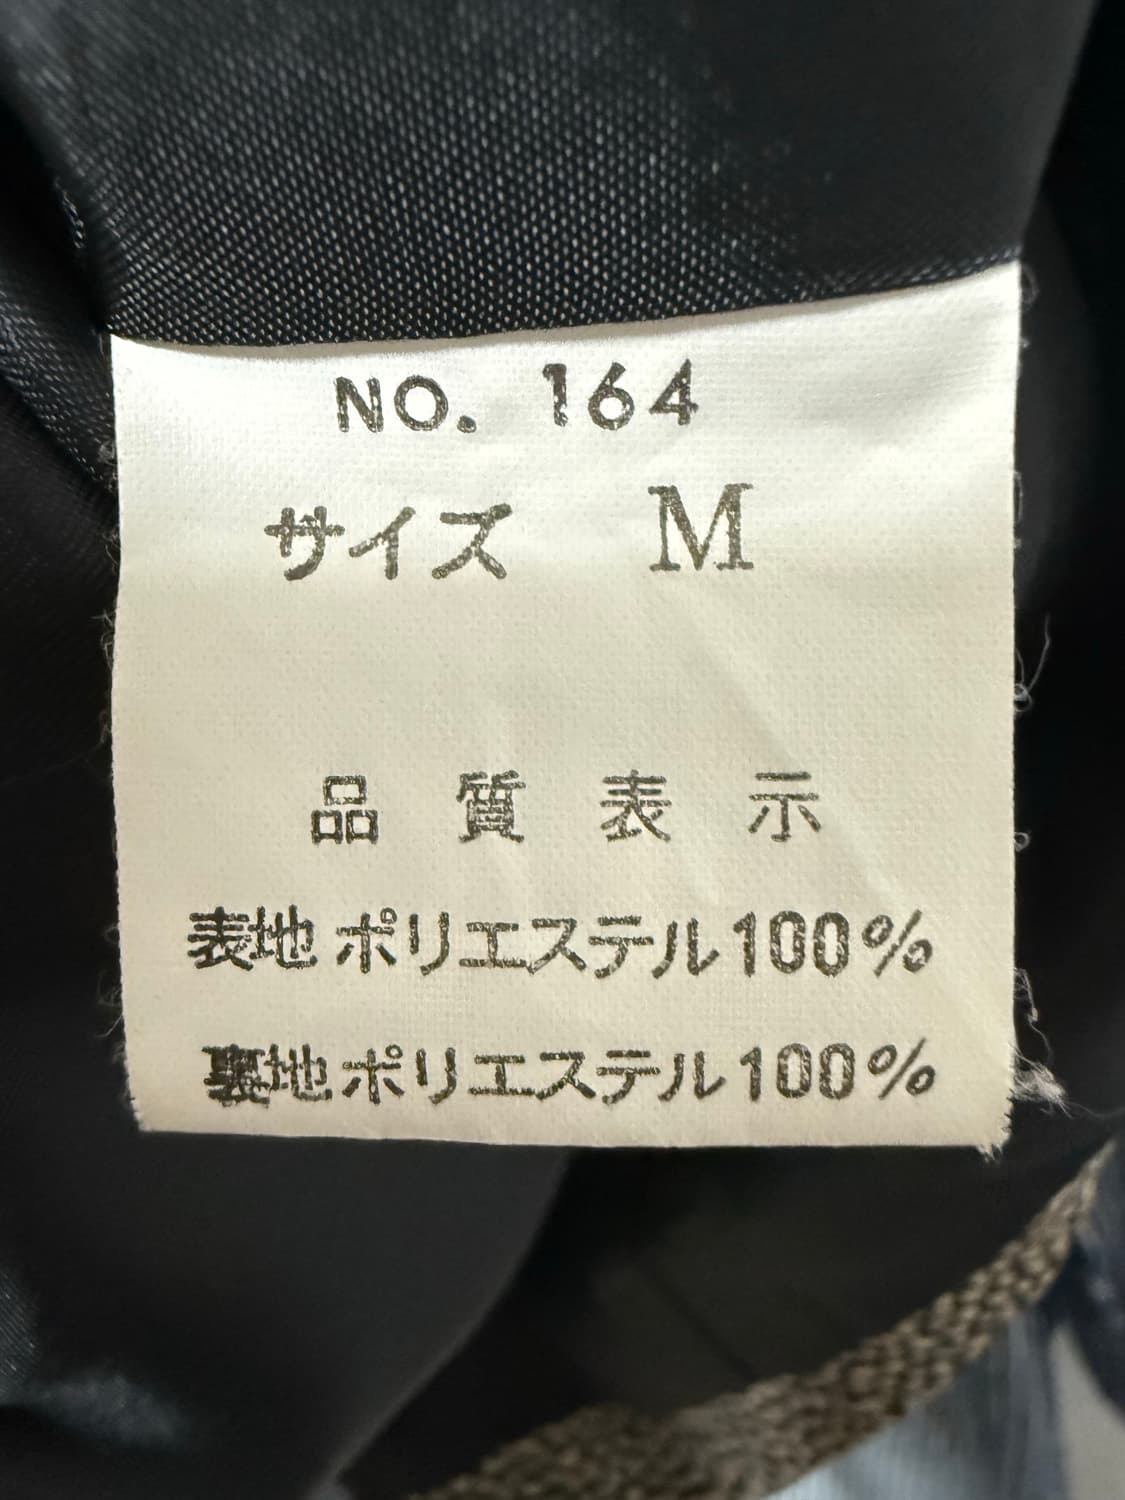 NO. 164
サイズ M
品質表示
表地 ポリエステル100%
裏地 ポリエステル100%